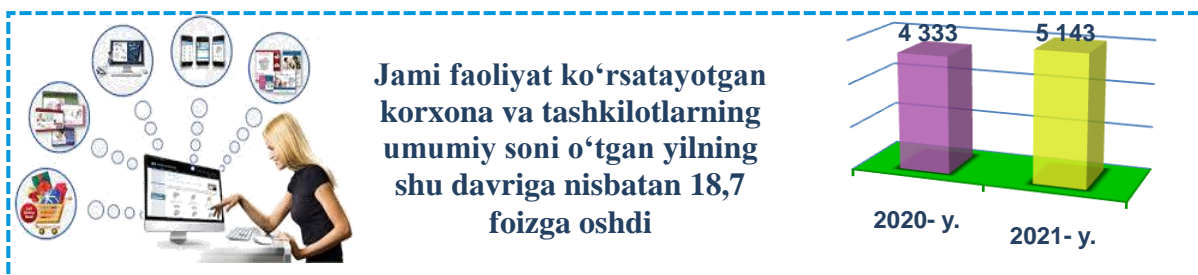 Jami faoliyat ko‘rsatayotgan
korxona va tashkilotlarning
umumiy soni o‘tgan yilning
shu davriga nisbatan 18,7
foizga oshdi
4 333
5 143
2020- y.
2021- y.